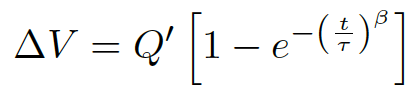 ΔV = Q′ [1 − e^{−(t/τ)^β}]